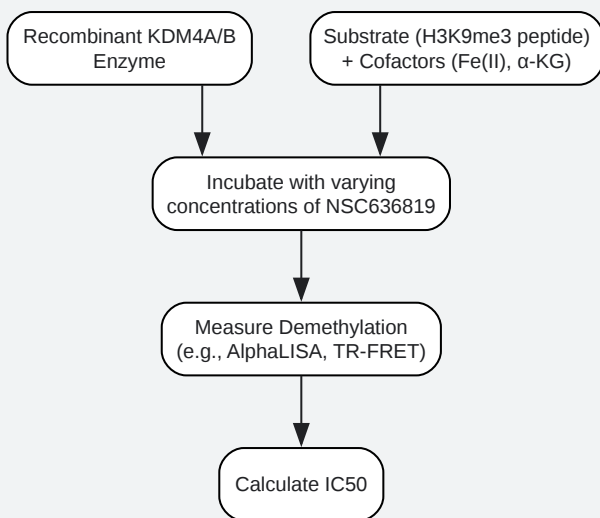 Recombinant KDM4A/B
Enzyme
Substrate (H3K9me3 peptide)
+ Cofactors (Fe(II), α-KG)
Incubate with varying
concentrations of NSC636819
Measure Demethylation
(e.g., AlphaLISA, TR-FRET)
Calculate IC50